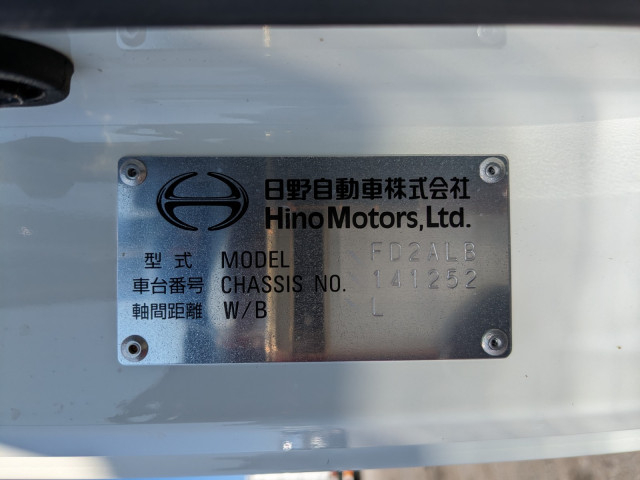 日野自動車株式会社
Hino Motors, Ltd.
型式 MODEL FD2ALB
車台番号 CHASSIS NO. 141252
軸間距離 W/B L